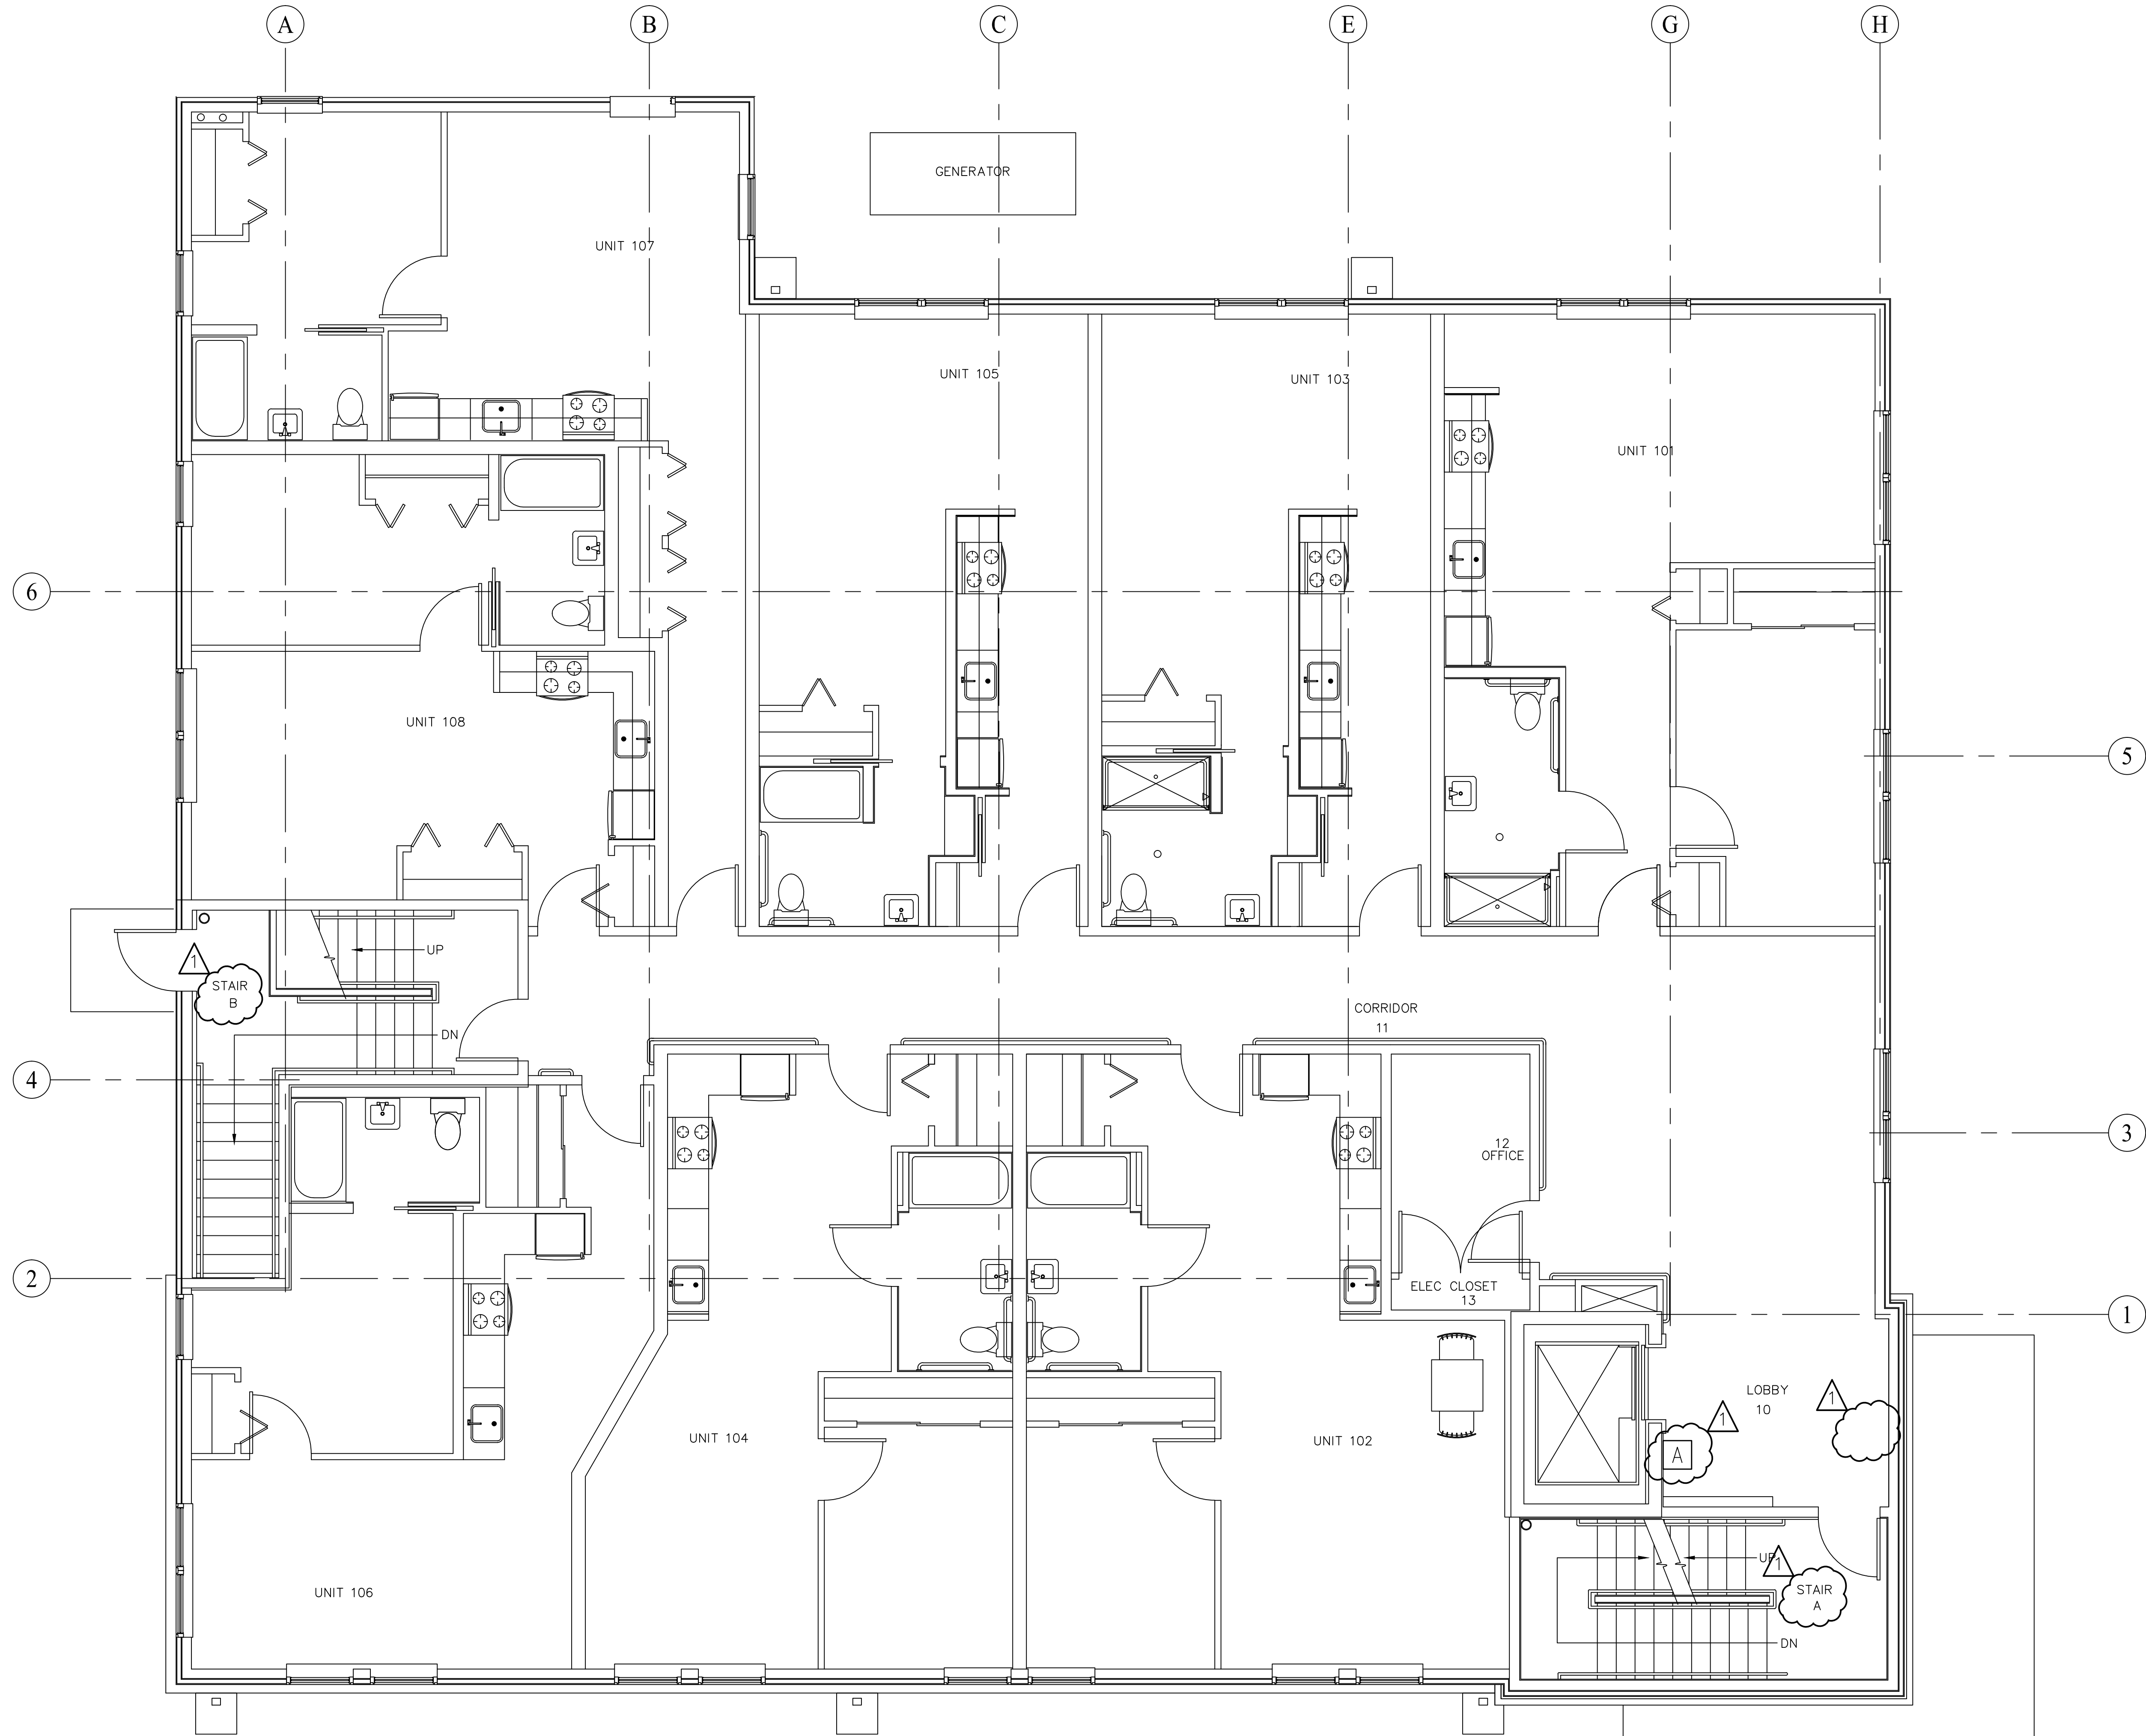 A
B
C
E
G
H
GENERATOR
UNIT 107
UNIT 105
UNIT 103
UNIT 101
6
UNIT 108
5
UP
1
STAIR
B
DN
CORRIDOR
11
4
3
12
OFFICE
2
ELEC CLOSET
13
1
LOBBY
10
1
1
A
UNIT 104
UNIT 102
UP
1
STAIR
A
UNIT 106
DN